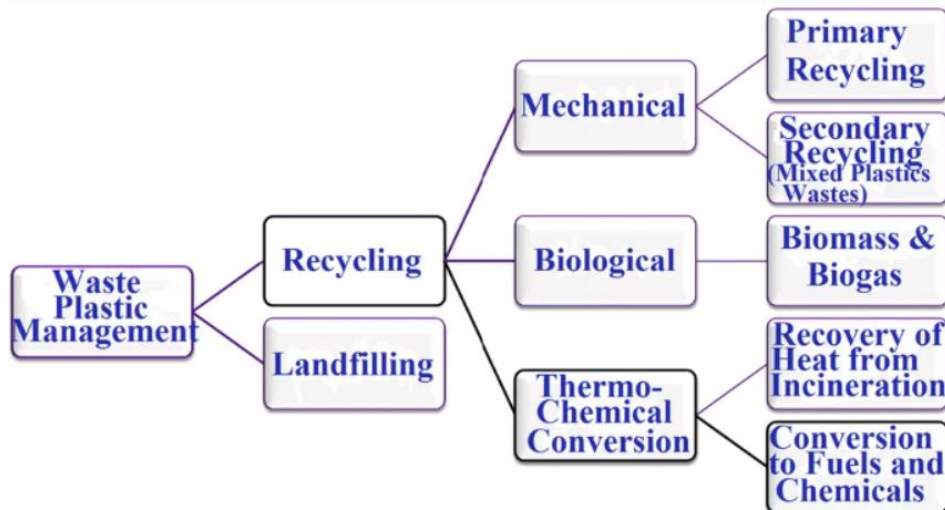 Waste
Plastic
Management
Recycling
Landfilling
Mechanical
Biological
Thermo-
Chemical
Conversion
Primary
Recycling
Secondary
Recycling
(Mixed Plastics
Wastes)
Biomass &
Biogas
Recovery of
Heat from
Incineration
Conversion
to Fuels and
Chemicals